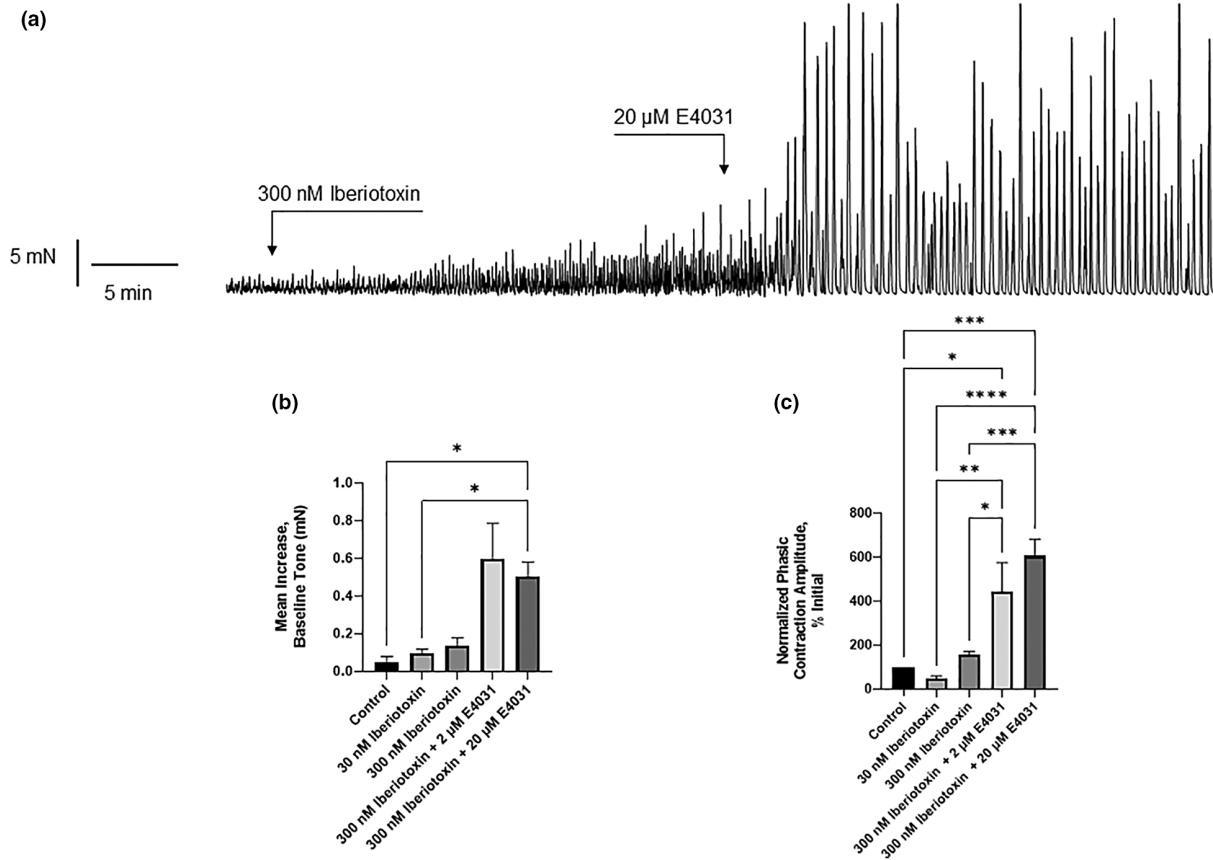 (a)
20 µM E4031
300 nM Iberiotoxin
5 mN
5 min
(b)
Mean Increase,
Baseline Tone (mN)
1.0
0.8
0.6
0.4
0.2
0.0
*
*
Control
30 nM Iberiotoxin
300 nM Iberiotoxin
300 nM Iberiotoxin + 2 µM E4031
300 nM Iberiotoxin + 20 µM E4031
(c)
Normalized Phasic
Contraction Amplitude,
% Initial
800
600
400
200
0
***
*
****
***
**
*
Control
30 nM Iberiotoxin
300 nM Iberiotoxin
300 nM Iberiotoxin + 2 µM E4031
300 nM Iberiotoxin + 20 µM E4031